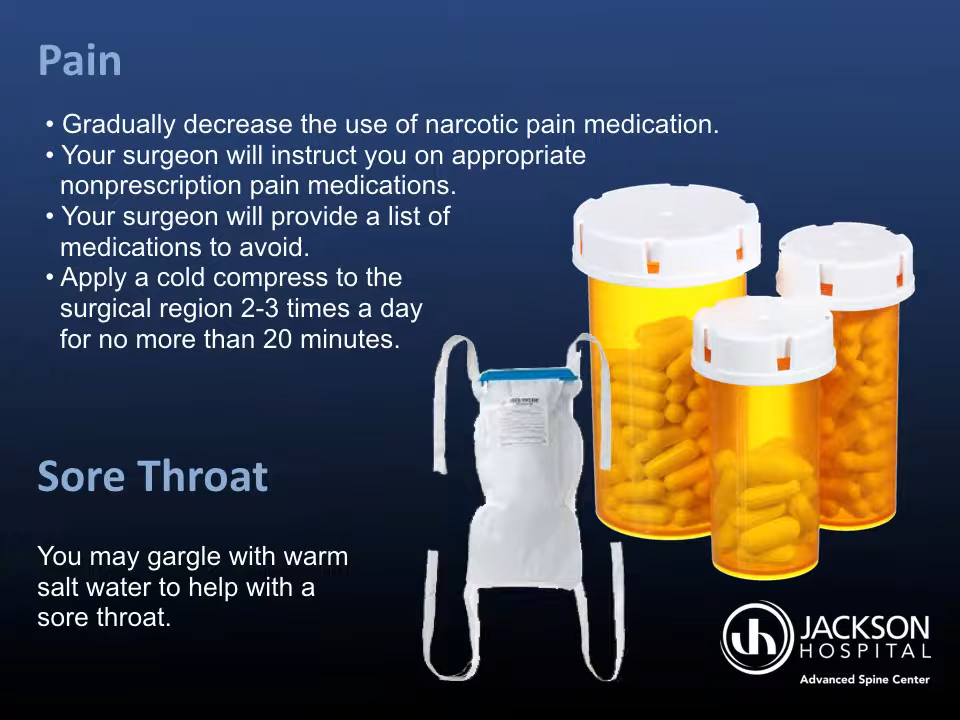 Pain
• Gradually decrease the use of narcotic pain medication.
• Your surgeon will instruct you on appropriate
nonprescription pain medications.
• Your surgeon will provide a list of
medications to avoid.
• Apply a cold compress to the
surgical region 2-3 times a day
for no more than 20 minutes.
Sore Throat
You may gargle with warm
salt water to help with a
sore throat.
JACKSON
HOSPITAL
Advanced Spine Center